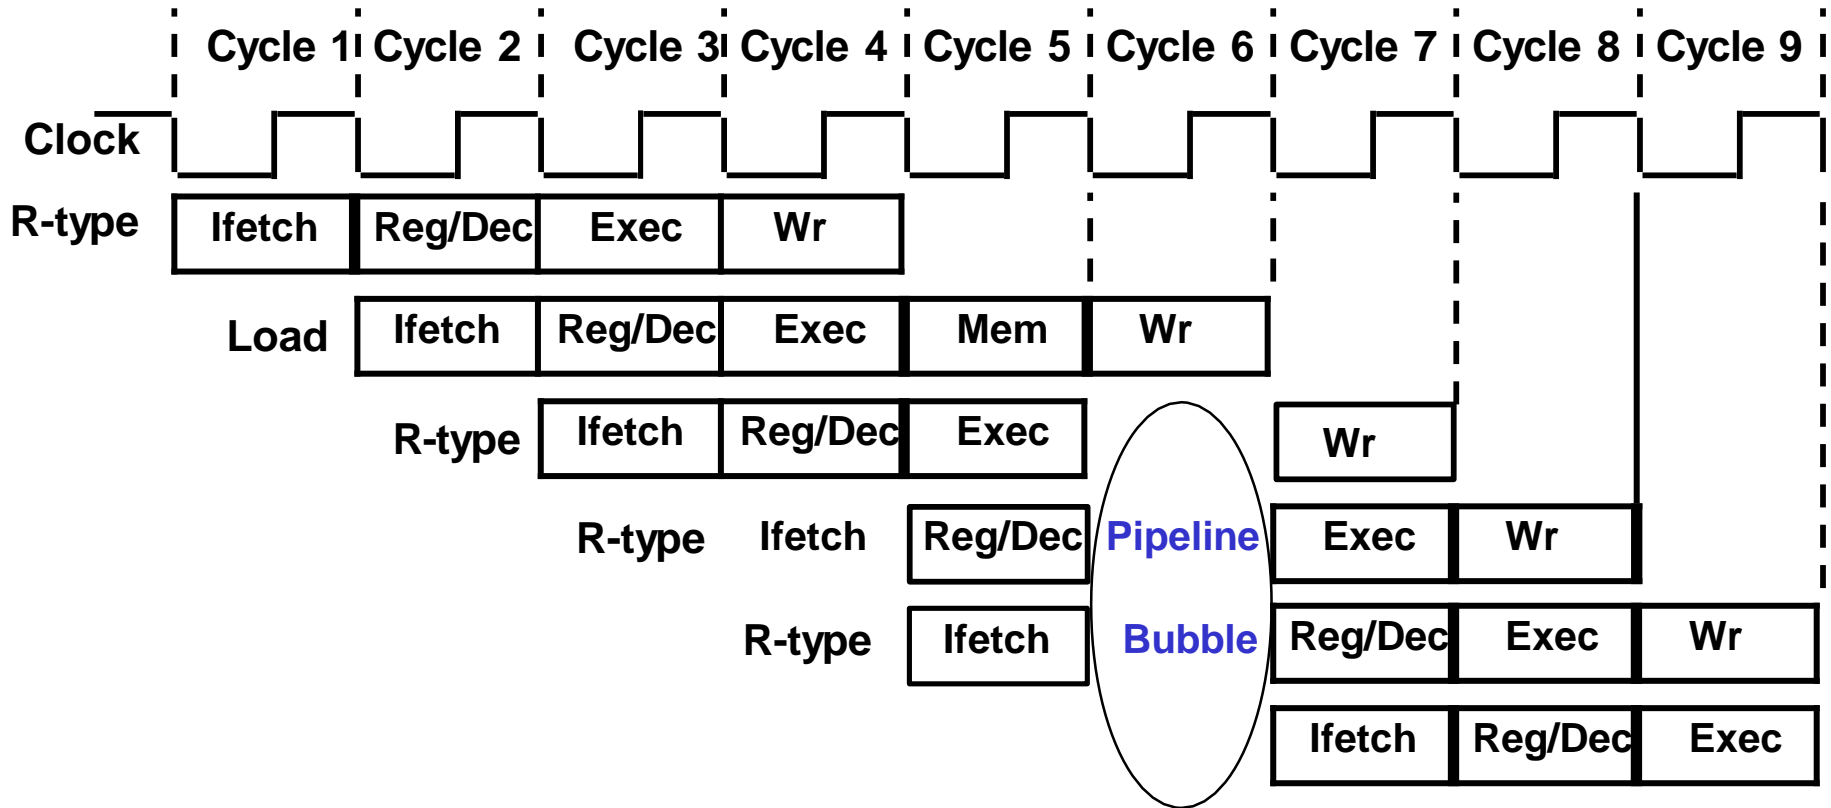 Cycle 1 Cycle 2 Cycle 3 Cycle 4 Cycle 5 Cycle 6 Cycle 7 Cycle 8 Cycle 9
Clock
R-type Ifetch Reg/Dec Exec Wr
Load Ifetch Reg/Dec Exec Mem Wr
R-type Ifetch Reg/Dec Exec Wr
R-type Ifetch Reg/Dec Pipeline Exec Wr
R-type Ifetch Bubble Reg/Dec Exec Wr
Ifetch Reg/Dec Exec